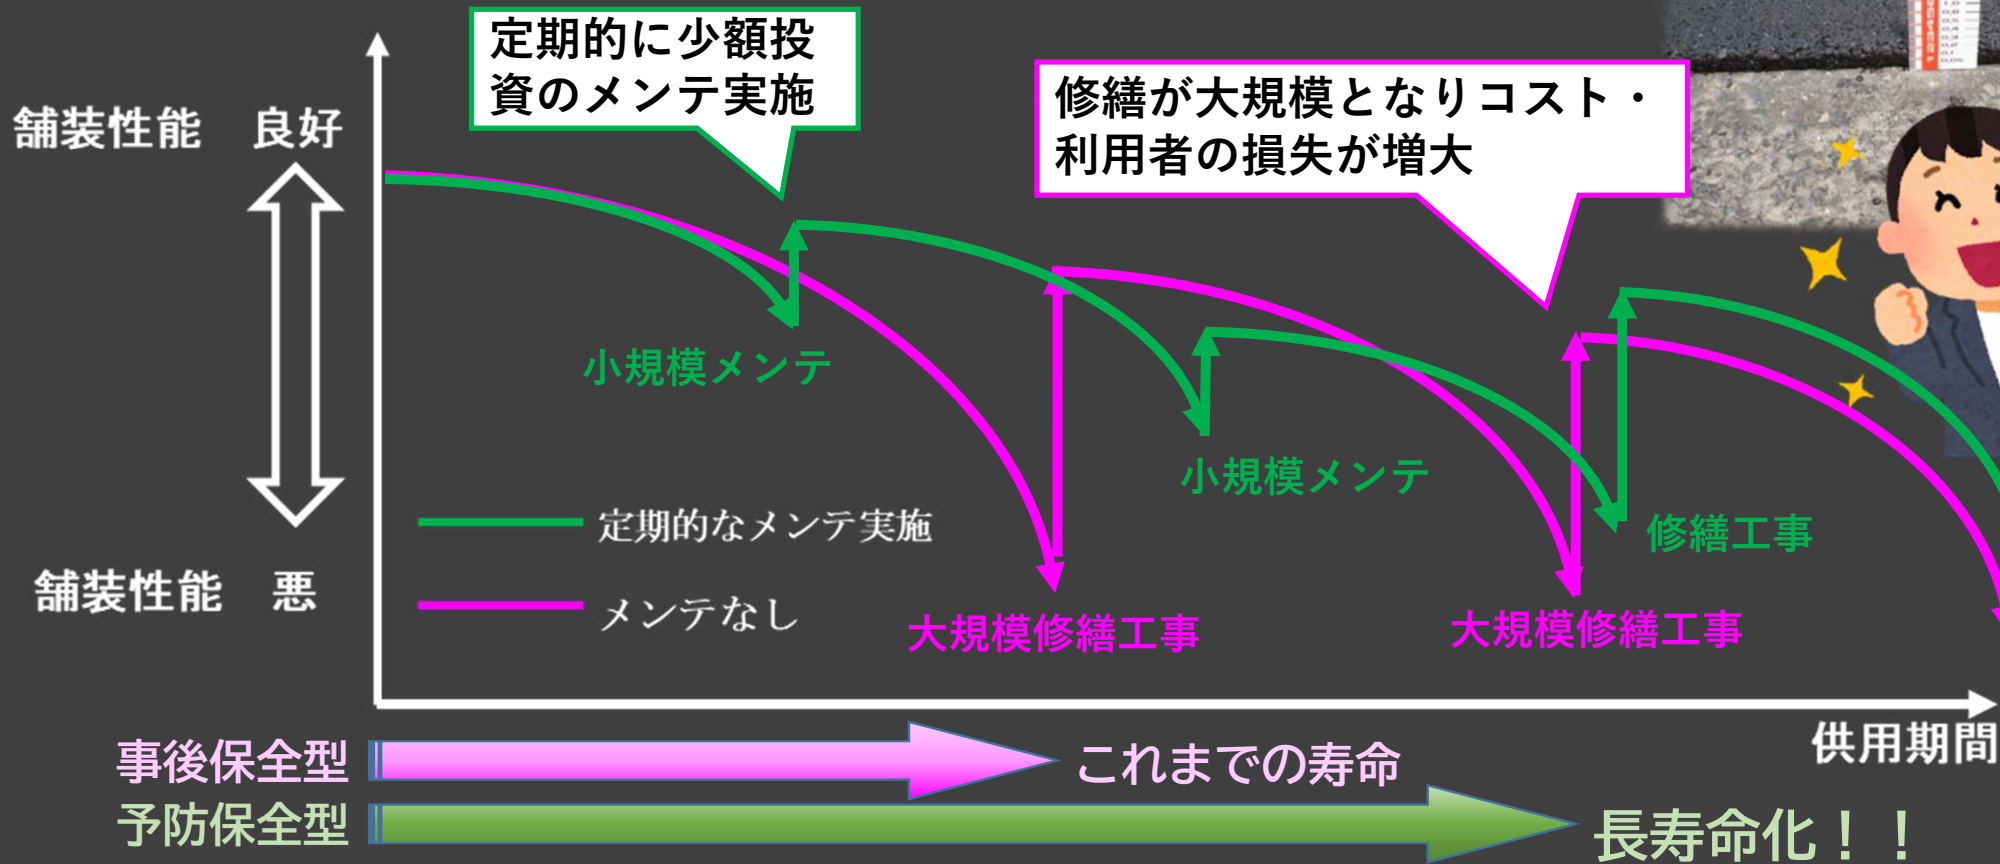 定期的に少額投
資のメンテ実施
修繕が大規模となりコスト・
利用者の損失が増大
舗装性能 良好
小規模メンテ
小規模メンテ
定期的なメンテ実施
修繕工事
舗装性能 悪
メンテなし
大規模修繕工事
大規模修繕工事
供用期間
事後保全型
これまでの寿命
予防保全型
長寿命化！！